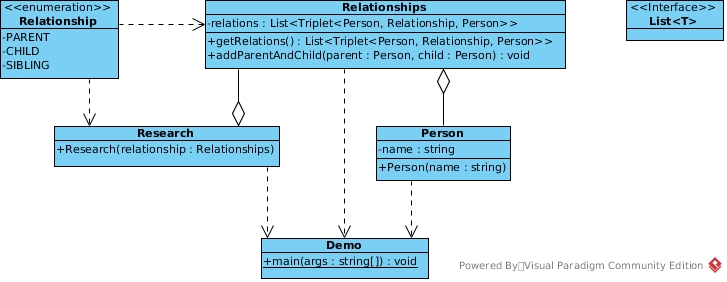 <<enumeration>>
Relationship
-PARENT
-CHILD
-SIBLING
Relationships
-relations : List<Triplet<Person, Relationship, Person>>
+getRelations() : List<Triplet<Person, Relationship, Person>>
+addParentAndChild(parent : Person, child : Person) : void
<<Interface>>
List<T>
Research
+Research(relationship : Relationships)
Person
-name : string
+Person(name : string)
Demo
+main(args : string[]) : void
Powered By Visual Paradigm Community Edition